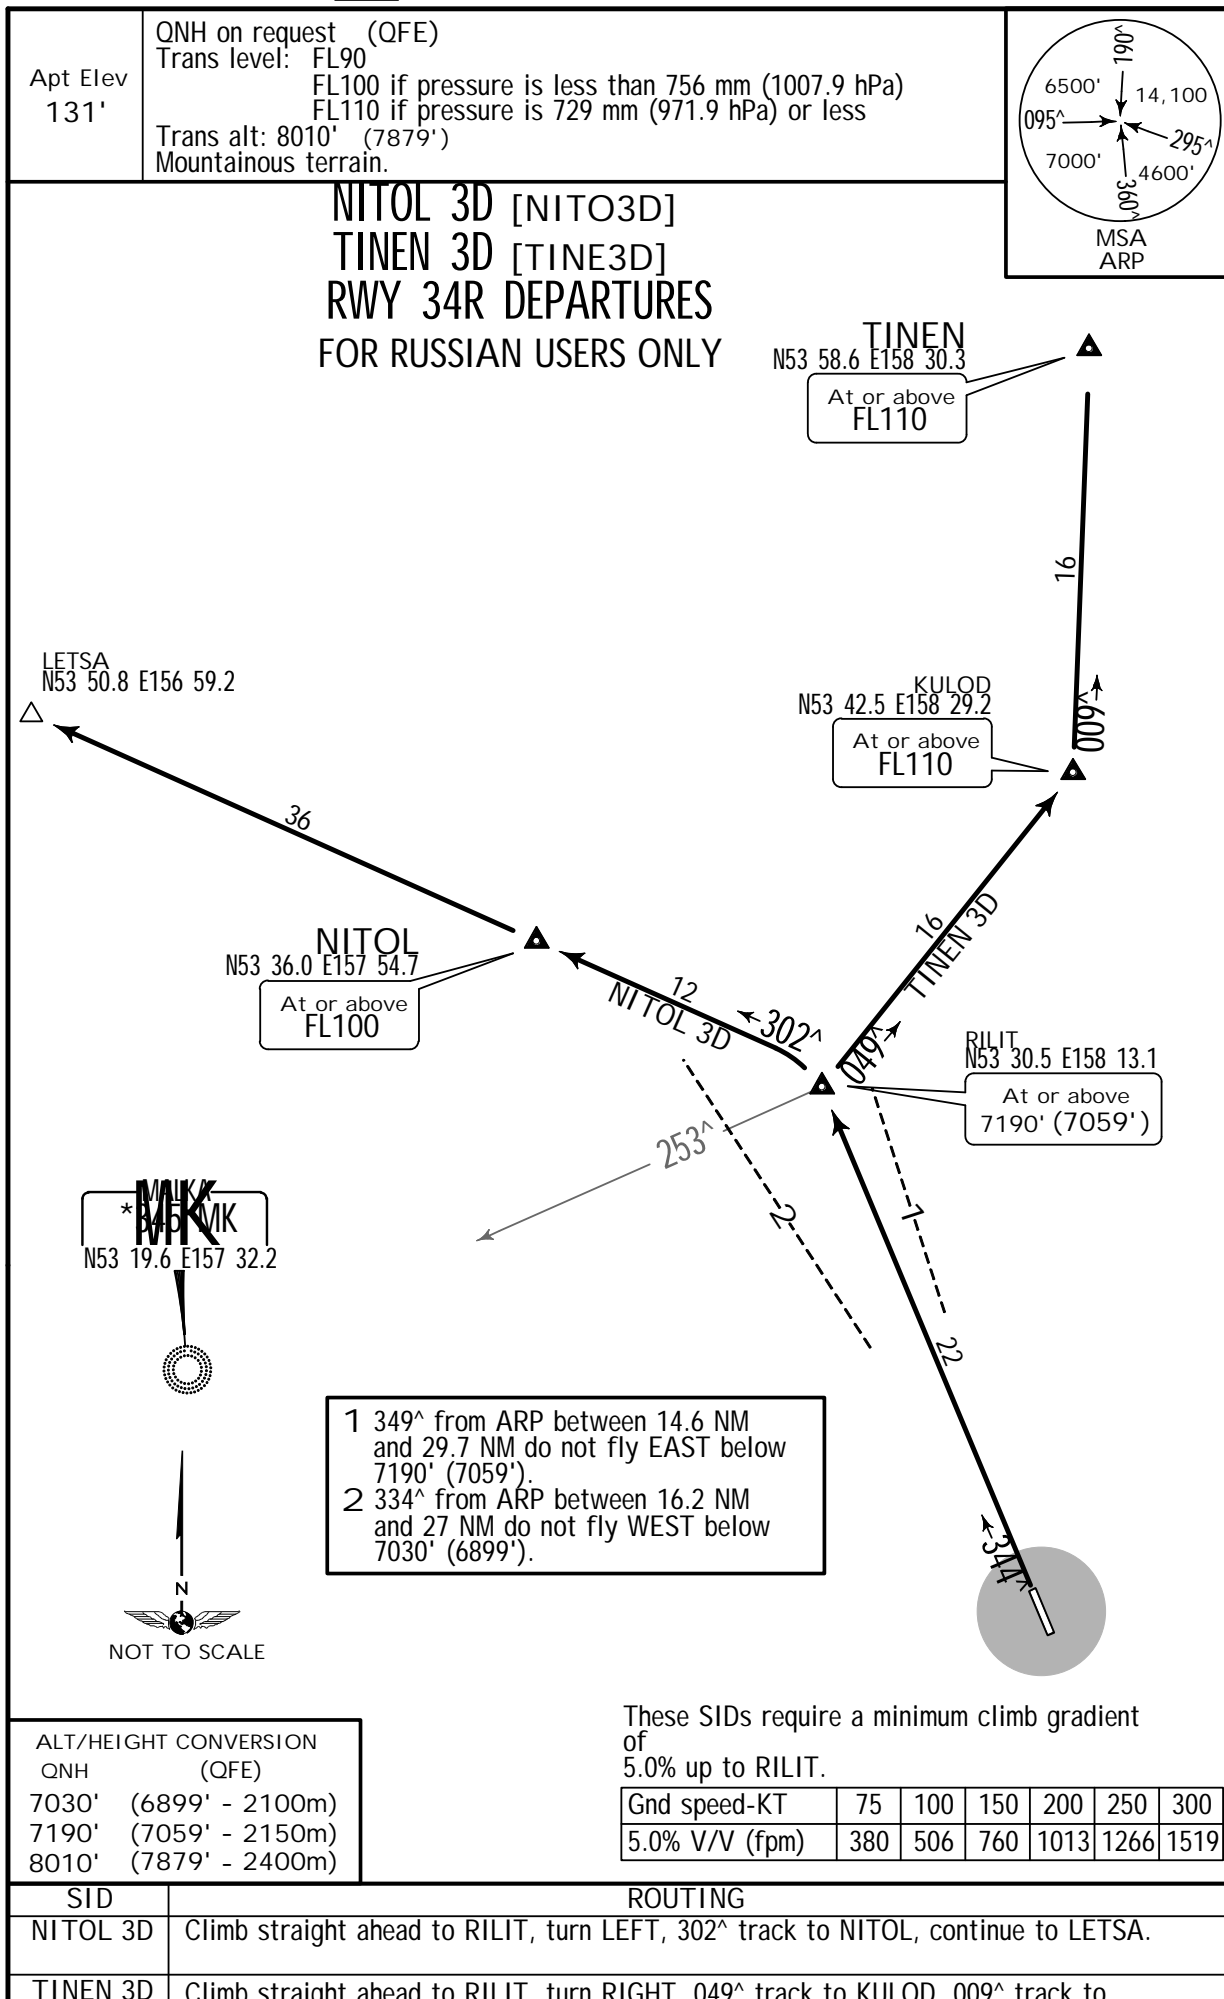 Apt Elev
131'
QNH on request (QFE)
Trans level: FL90
FL100 if pressure is less than 756 mm (1007.9 hPa)
FL110 if pressure is 729 mm (971.9 hPa) or less
Trans alt: 8010' (7879')
Mountainous terrain.
190^
6500'
14,100
095^
295^
7000'
4600'
360^
MSA
ARP
NITOL 3D [NITO3D]
TINEN 3D [TINE3D]
RWY 34R DEPARTURES
FOR RUSSIAN USERS ONLY
TINEN
N53 58.6 E158 30.3
At or above
FL110
16
LETSA
N53 50.8 E156 59.2
KULOD
N53 42.5 E158 29.2
At or above
FL110
009^
36
NITOL
N53 36.0 E157 54.7
At or above
FL100
12
NITOL 3D
302^
16
TINEN 3D
049^
RILIT
N53 30.5 E158 13.1
At or above
7190' (7059')
253^
2
1
MALKA
*345 MK
MK
N53 19.6 E157 32.2
22
344^
1 349^ from ARP between 14.6 NM
and 29.7 NM do not fly EAST below
7190' (7059').
2 334^ from ARP between 16.2 NM
and 27 NM do not fly WEST below
7030' (6899').
N
NOT TO SCALE
ALT/HEIGHT CONVERSION
QNH (QFE)
7030' (6899' - 2100m)
7190' (7059' - 2150m)
8010' (7879' - 2400m)
These SIDs require a minimum climb gradient
of
5.0% up to RILIT.
Gnd speed-KT 75 100 150 200 250 300
5.0% V/V (fpm) 380 506 760 1013 1266 1519
SID ROUTING
NITOL 3D Climb straight ahead to RILIT, turn LEFT, 302^ track to NITOL, continue to LETSA.
TINEN 3D Climb straight ahead to RILIT, turn RIGHT, 049^ track to KULOD, 009^ track to